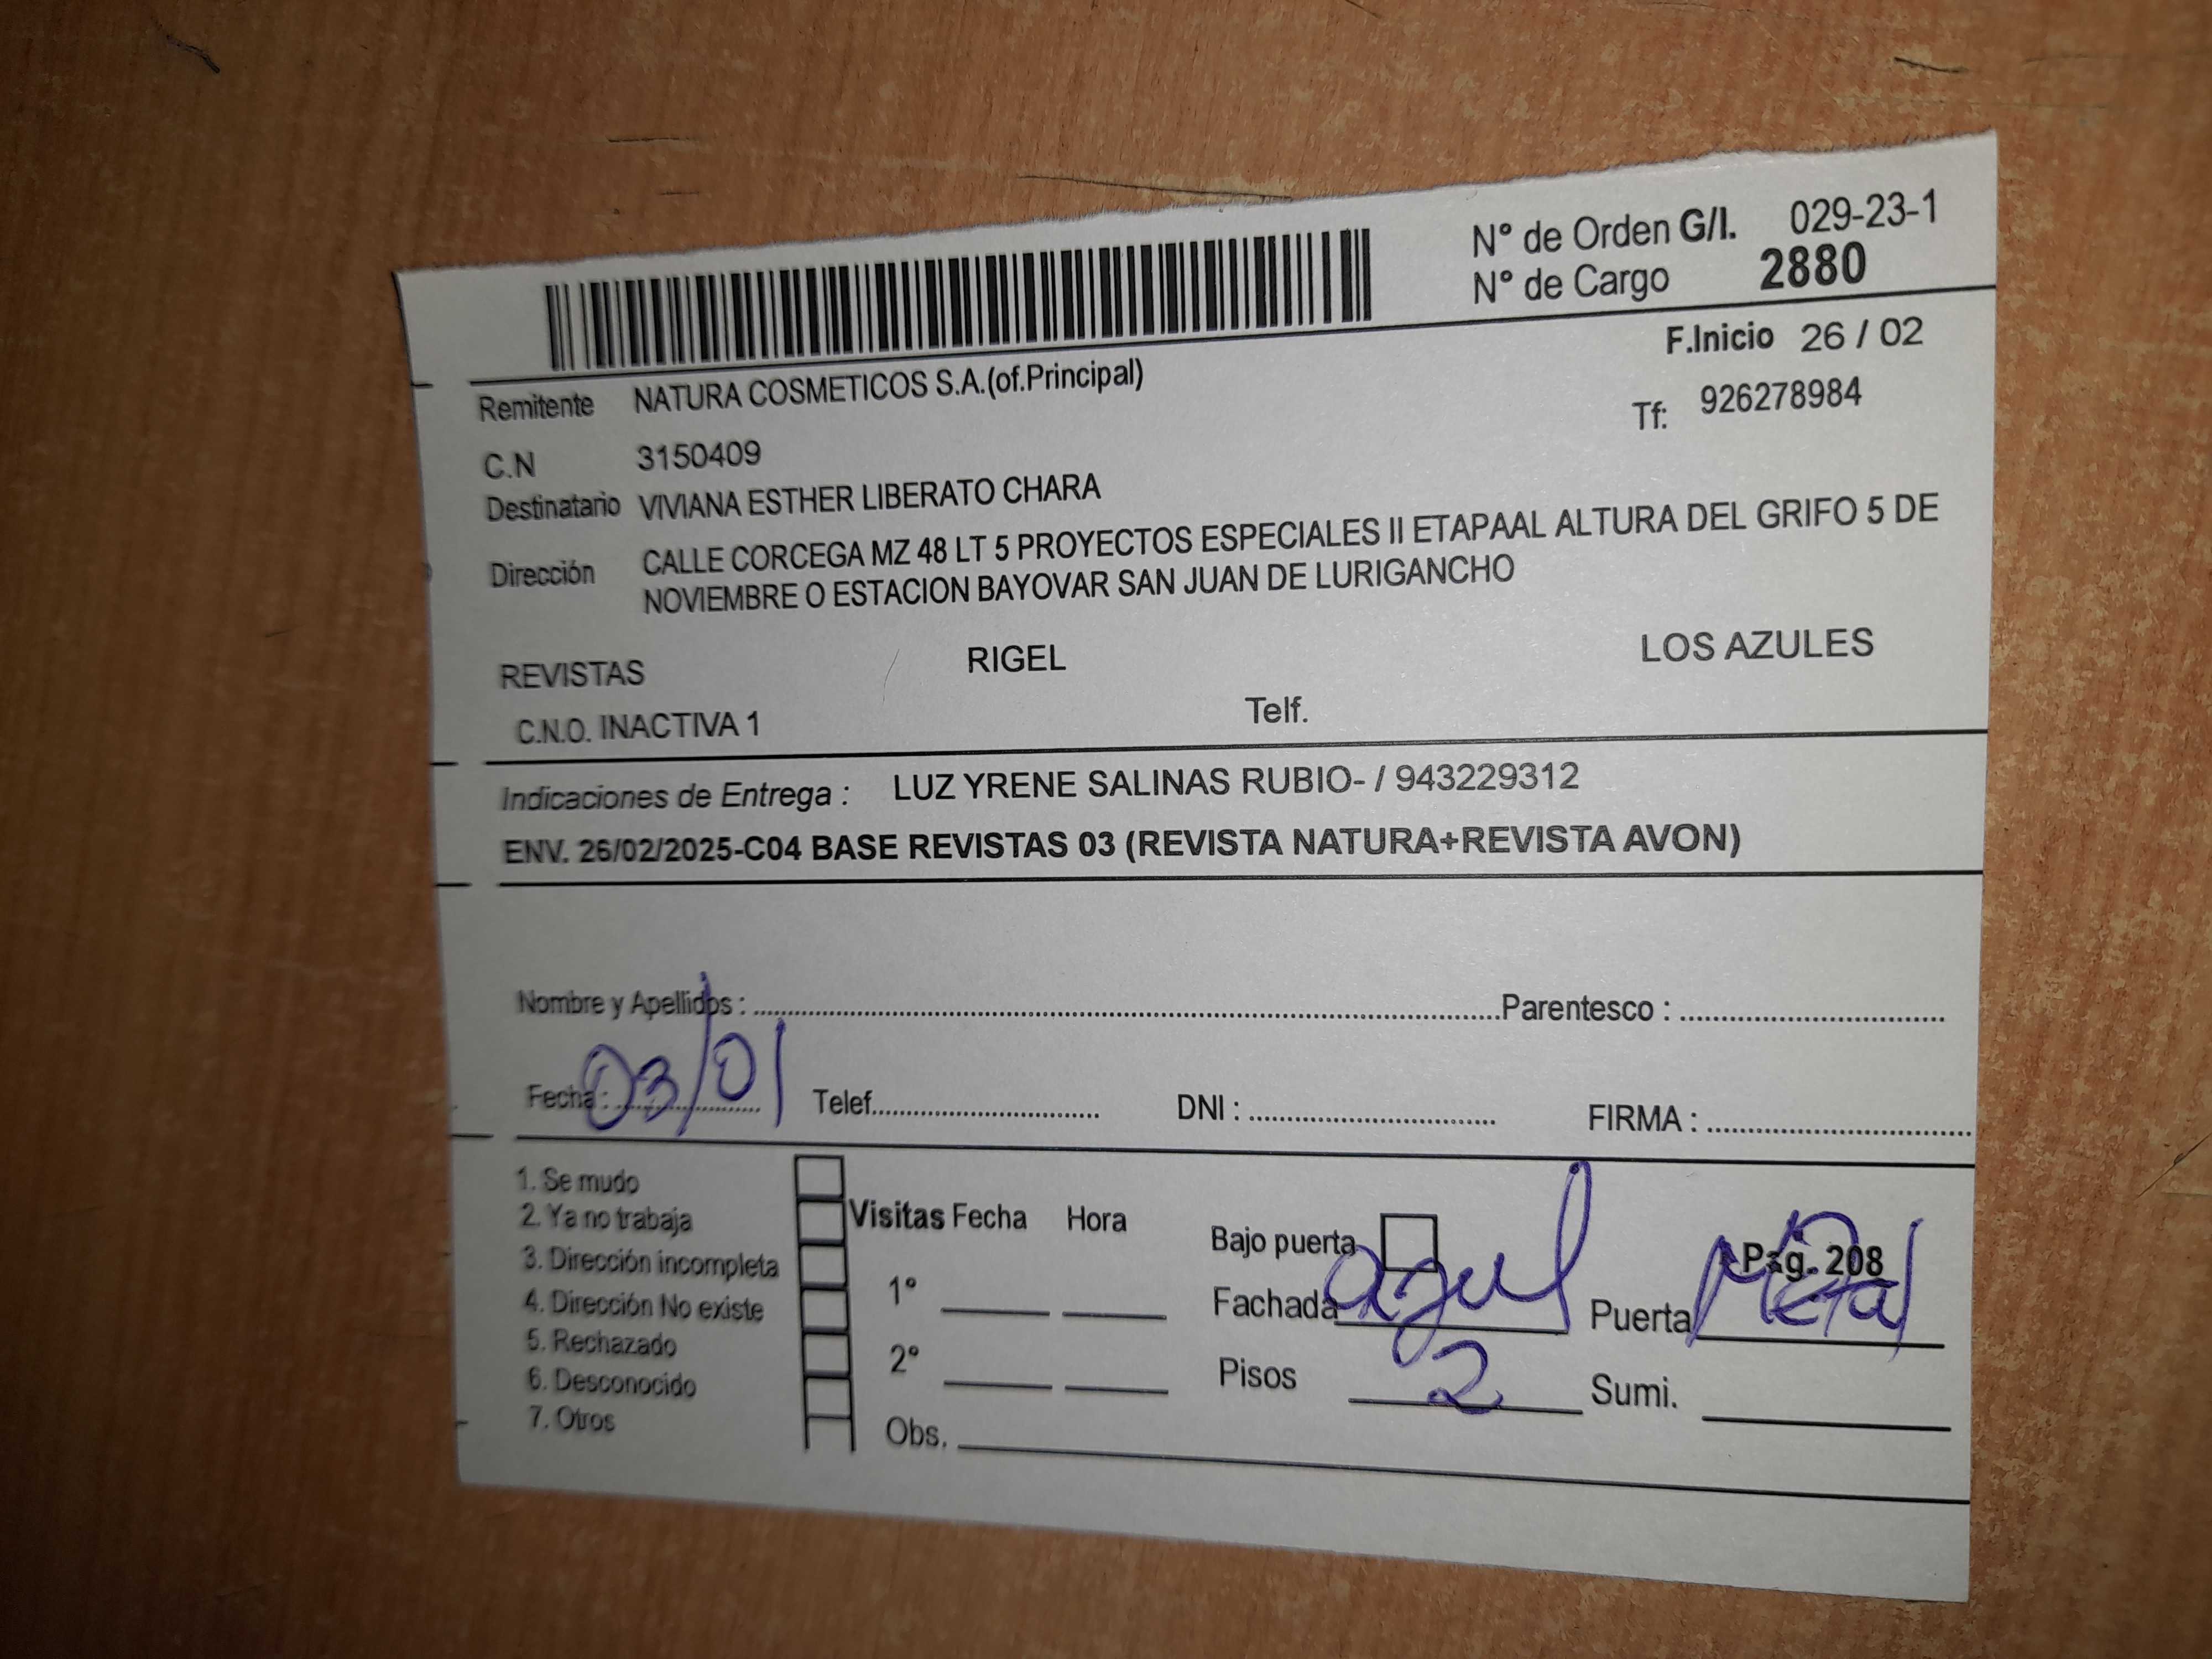 N° de Orden G/I. 029-23-1
N° de Cargo 2880
F.Inicio 26 / 02
Remitente NATURA COSMETICOS S.A.(of.Principal)
Tf: 926278984
C.N 3150409
Destinatario VIVIANA ESTHER LIBERATO CHARA
Dirección CALLE CORCEGA MZ 48 LT 5 PROYECTOS ESPECIALES II ETAPAAL ALTURA DEL GRIFO 5 DE
NOVIEMBRE O ESTACION BAYOVAR SAN JUAN DE LURIGANCHO
REVISTAS RIGEL LOS AZULES
C.N.O. INACTIVA 1 Telf.
Indicaciones de Entrega : LUZ YRENE SALINAS RUBIO- / 943229312
ENV. 26/02/2025-C04 BASE REVISTAS 03 (REVISTA NATURA+REVISTA AVON)
Nombre y Apellidos : Parentesco :
Fecha : 03/01 Telef. DNI : FIRMA :
1. Se mudo
2. Ya no trabaja
3. Dirección incompleta
4. Dirección No existe
5. Rechazado
6. Desconocido
7. Otros
Visitas Fecha Hora
1°
2°
Obs.
Bajo puerta Pág. 208
Fachada azul Puerta Metal
Pisos 2 Sumi.